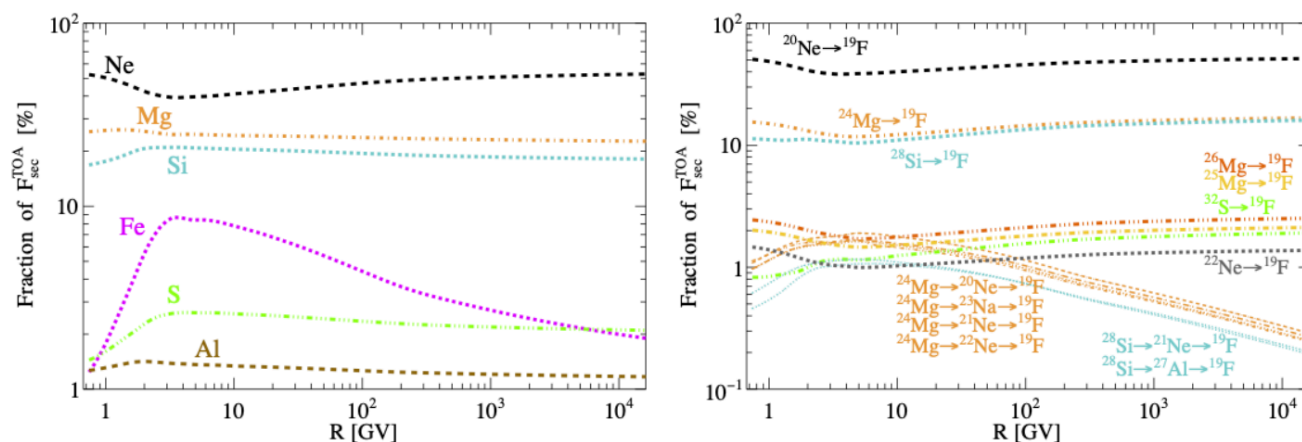 Fraction of F_sec^TOA [%]
10²
10
1
Ne
Mg
Si
Fe
S
Al
1
10
10²
10³
10⁴
R [GV]
Fraction of F_sec^TOA [%]
10²
10
1
10⁻¹
²⁰Ne→¹⁹F
²⁴Mg→¹⁹F
²⁸Si→¹⁹F
²⁶Mg→¹⁹F
²⁵Mg→¹⁹F
³²S→¹⁹F
²²Ne→¹⁹F
²⁴Mg→²⁰Ne→¹⁹F
²⁴Mg→²³Na→¹⁹F
²⁴Mg→²¹Ne→¹⁹F
²⁴Mg→²²Ne→¹⁹F
²⁸Si→²¹Ne→¹⁹F
²⁸Si→²⁷Al→¹⁹F
1
10
10²
10³
10⁴
R [GV]